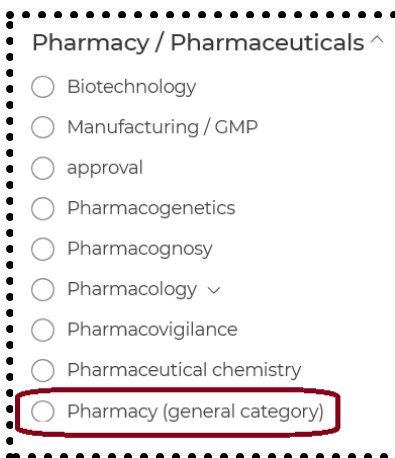 Pharmacy / Pharmaceuticals
Biotechnology
Manufacturing / GMP
approval
Pharmacogenetics
Pharmacognosy
Pharmacology
Pharmacovigilance
Pharmaceutical chemistry
Pharmacy (general category)